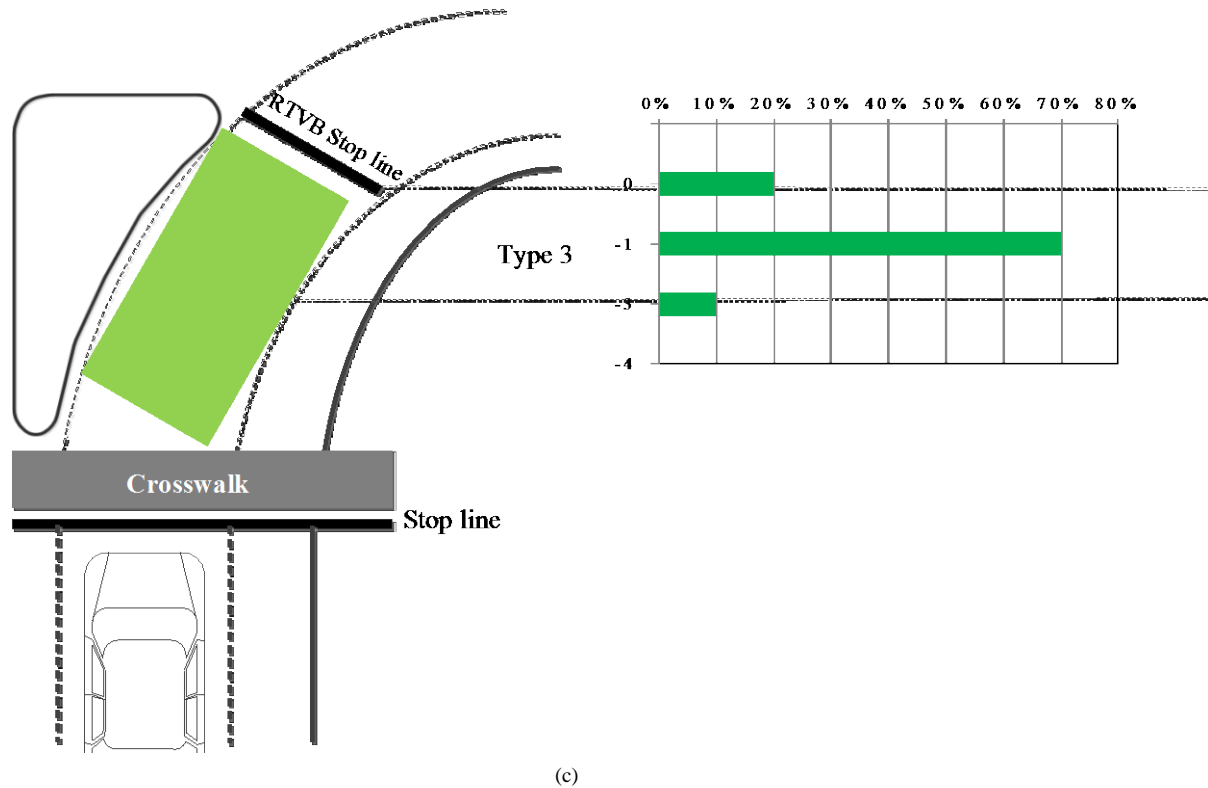 RTVB Stop line
0% 10% 20% 30% 40% 50% 60% 70% 80%
0
-1
-3
-4
Type 3
Crosswalk
Stop line
(c)